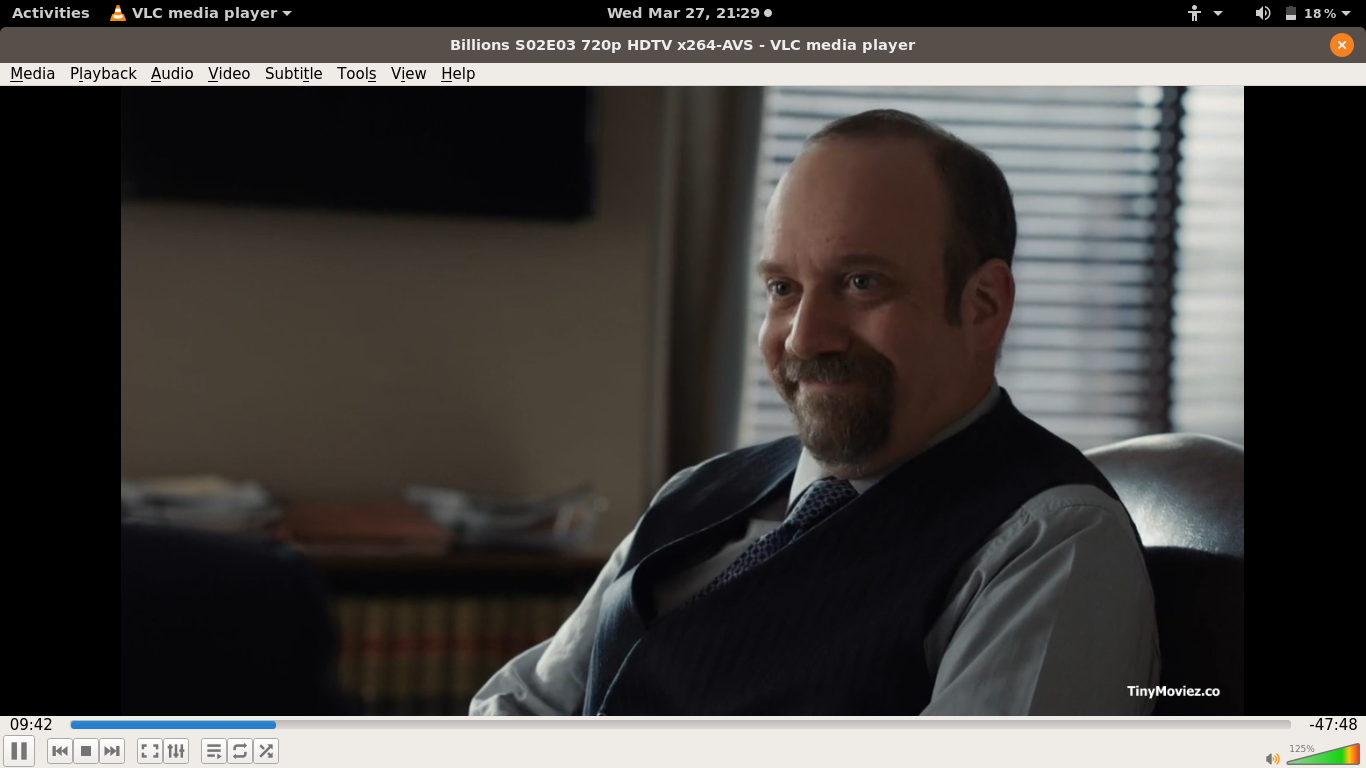 Activities VLC media player Wed Mar 27, 21:29 18 %
Billions S02E03 720p HDTV x264-AVS - VLC media player
Media Playback Audio Video Subtitle Tools View Help
TinyMoviez.co
09:42 -47:48
125%